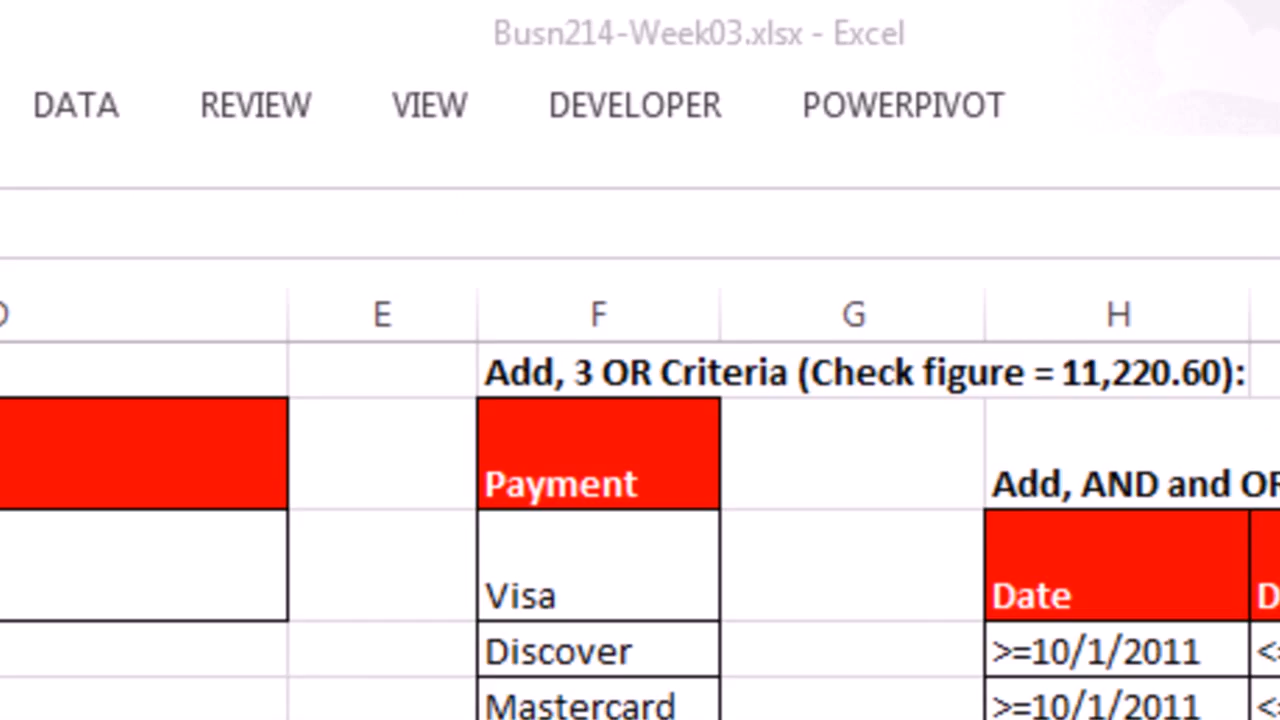 Busn214-Week03.xlsx - Excel
DATA REVIEW VIEW DEVELOPER POWERPIVOT
E F G H
Add, 3 OR Criteria (Check figure = 11,220.60):
Payment
Add, AND and OR
Visa
Date
Discover >=10/1/2011
Mastercard >=10/1/2011